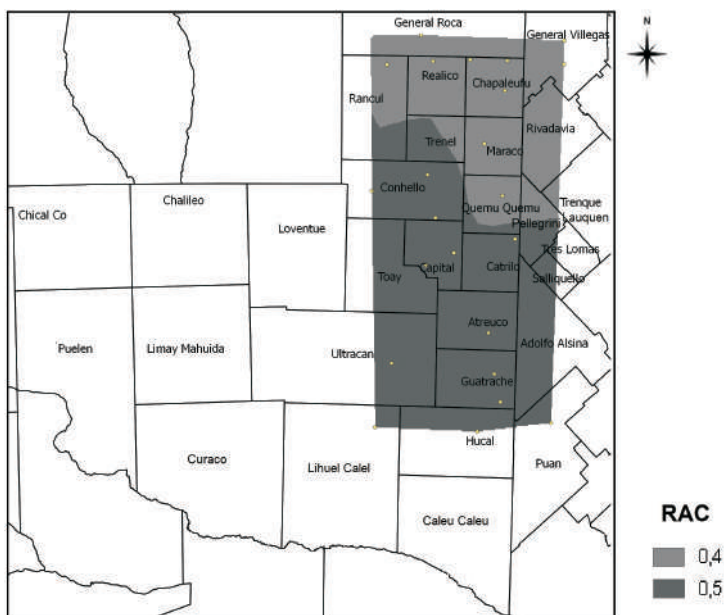 General Roca
General Villegas
N
Realico
Chapaleufu
Rancul
Rivadavia
Trenel
Maraco
Conhello
Chalileo
Quemu Quemu
Trenque
Lauquen
Chical Co
Loventue
Pellegrini
Tres Lomas
Toay
Capital
Catrilo
Salliquello
Atreuco
Puelen
Limay Mahuida
Ultracan
Adolfo Alsina
Guatrache
Hucal
Curaco
Lihuel Calel
Puan
Caleu Caleu
RAC
0,4
0,5